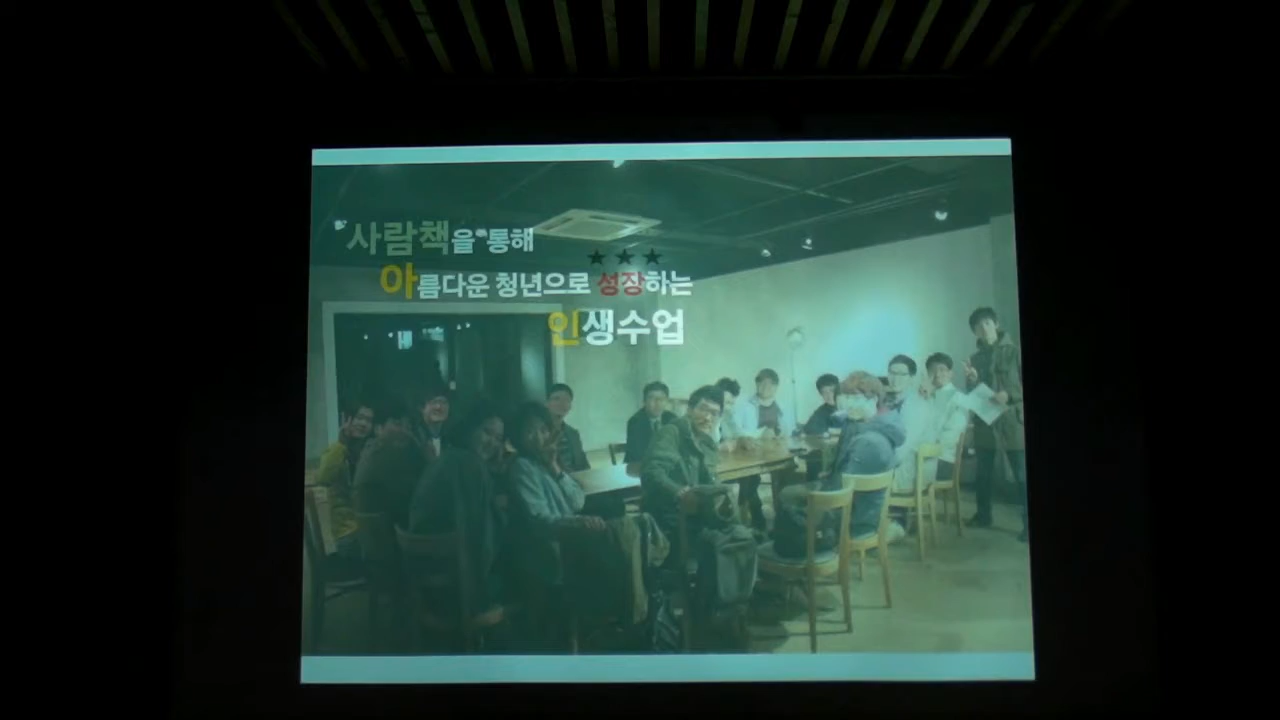 "사람책을" 통해
★★★
아름다운 청년으로 성장하는
인생수업